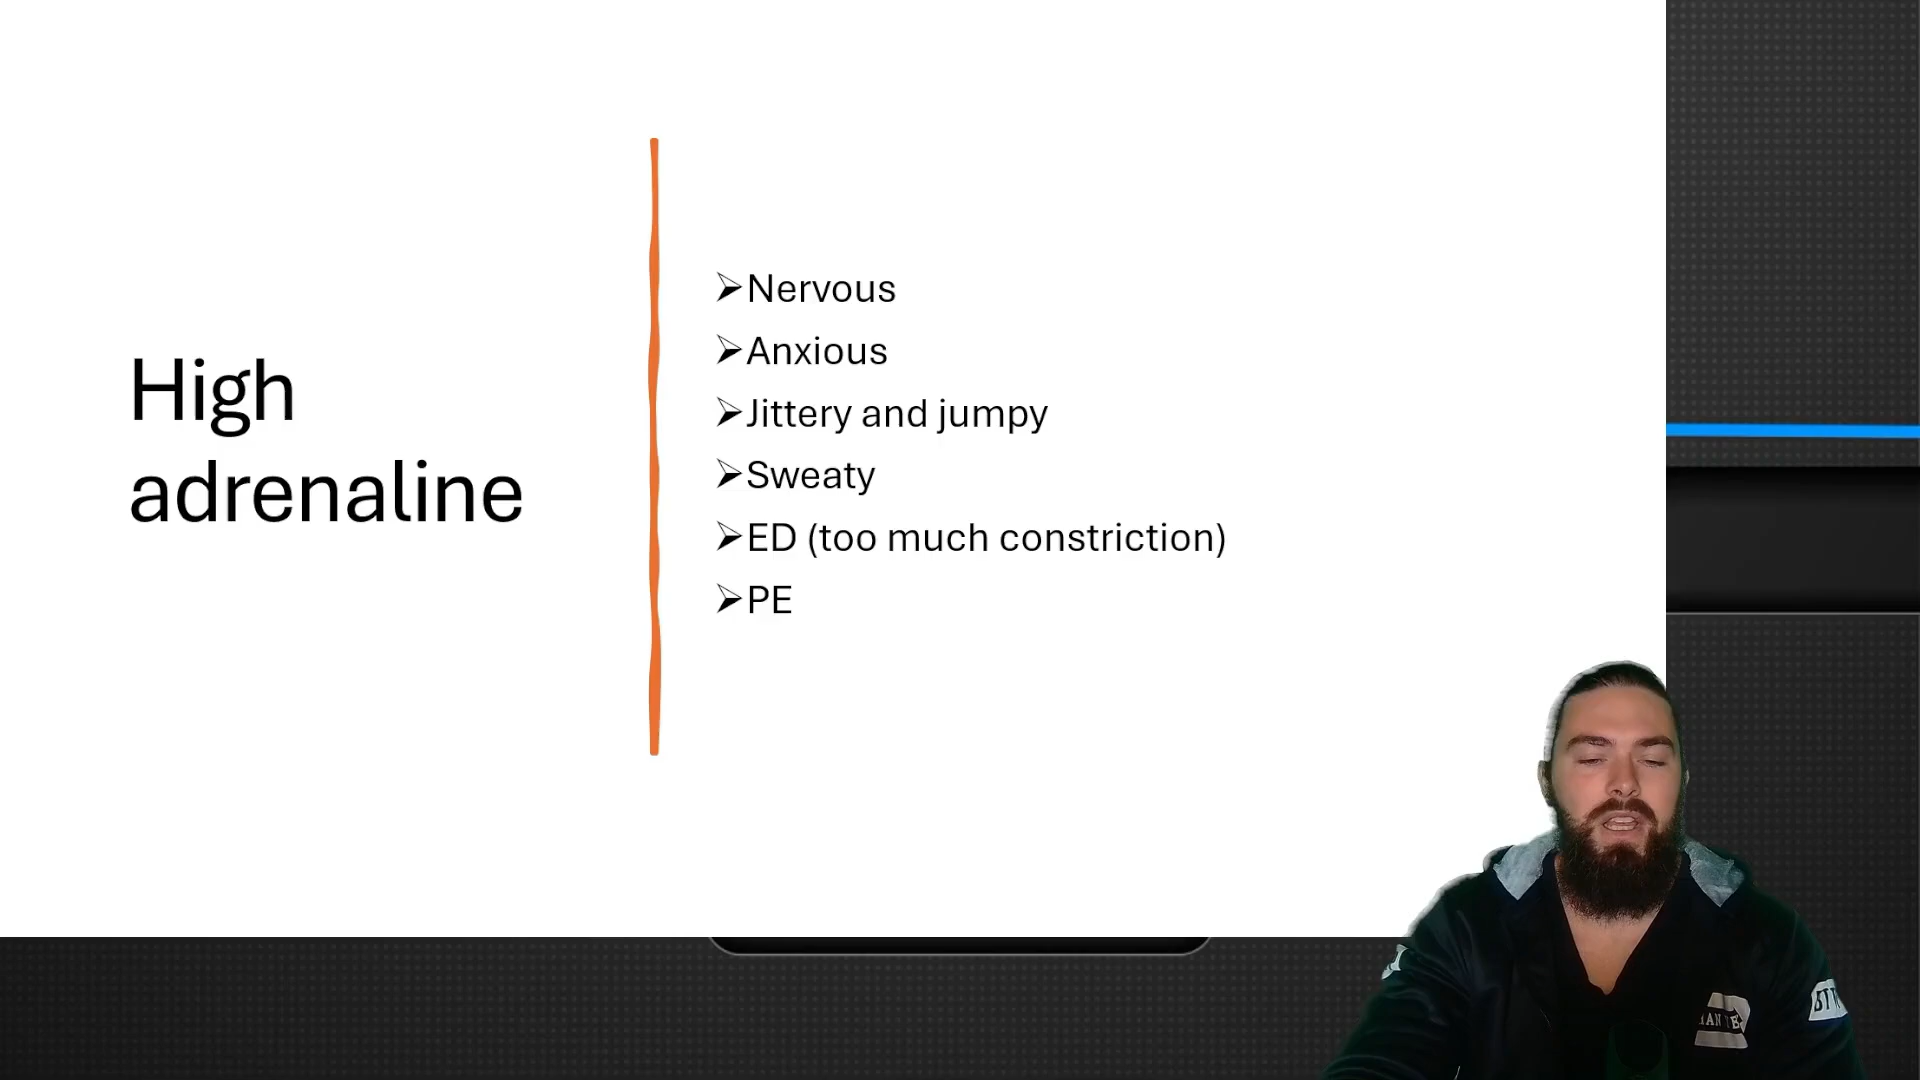 High
adrenaline
Nervous
Anxious
Jittery and jumpy
Sweaty
ED (too much constriction)
PE